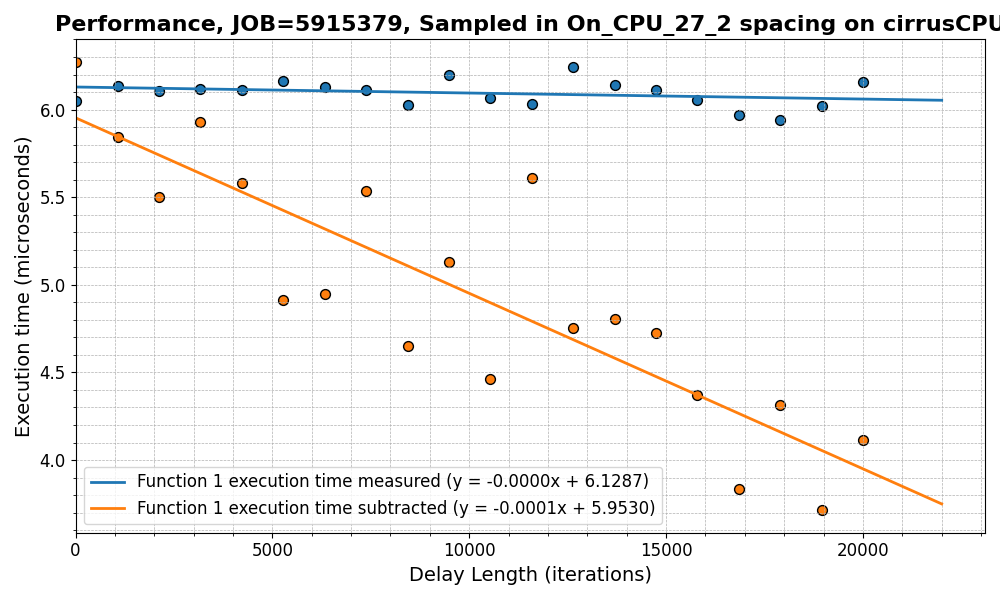 Performance, JOB=5915379, Sampled in On_CPU_27_2 spacing on cirrusCPU
Execution time (microseconds)
6.0
5.5
5.0
4.5
4.0
Function 1 execution time measured (y = -0.0000x + 6.1287)
Function 1 execution time subtracted (y = -0.0001x + 5.9530)
0 5000 10000 15000 20000
Delay Length (iterations)